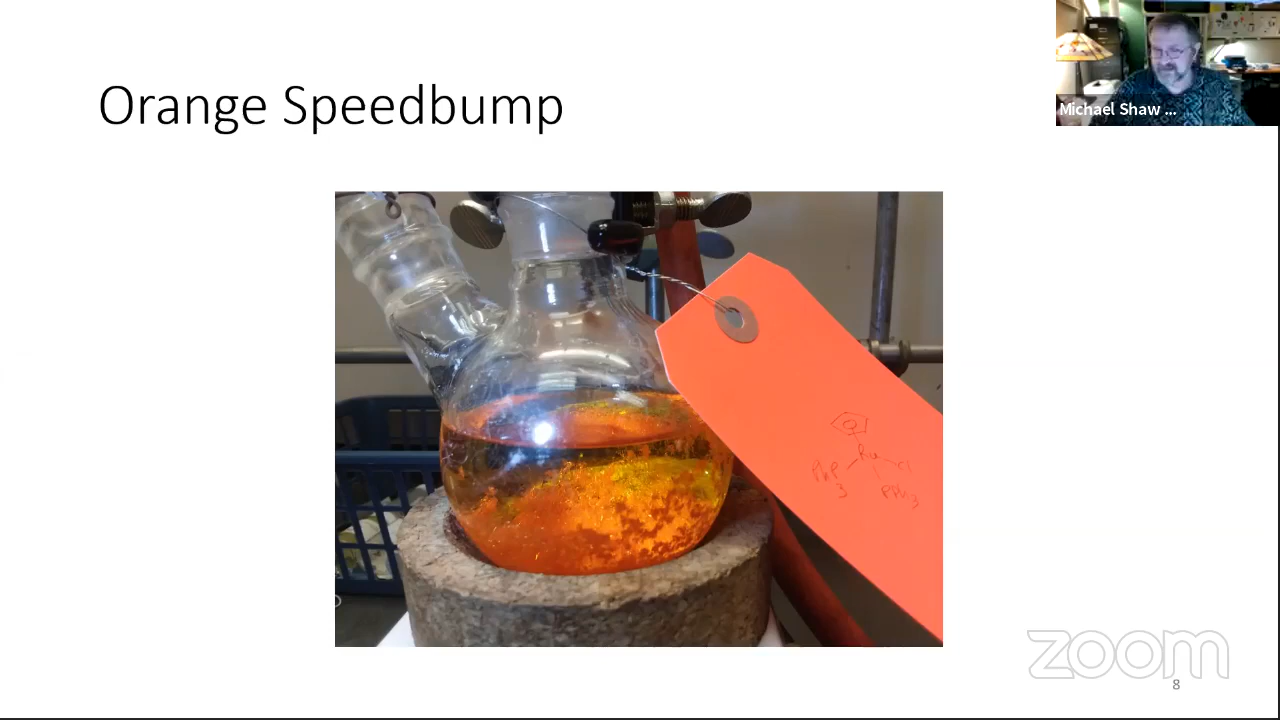 Orange Speedbump
Michael Shaw ...
Ru
Cl
Ph₃P
PPh₃
zoom
8